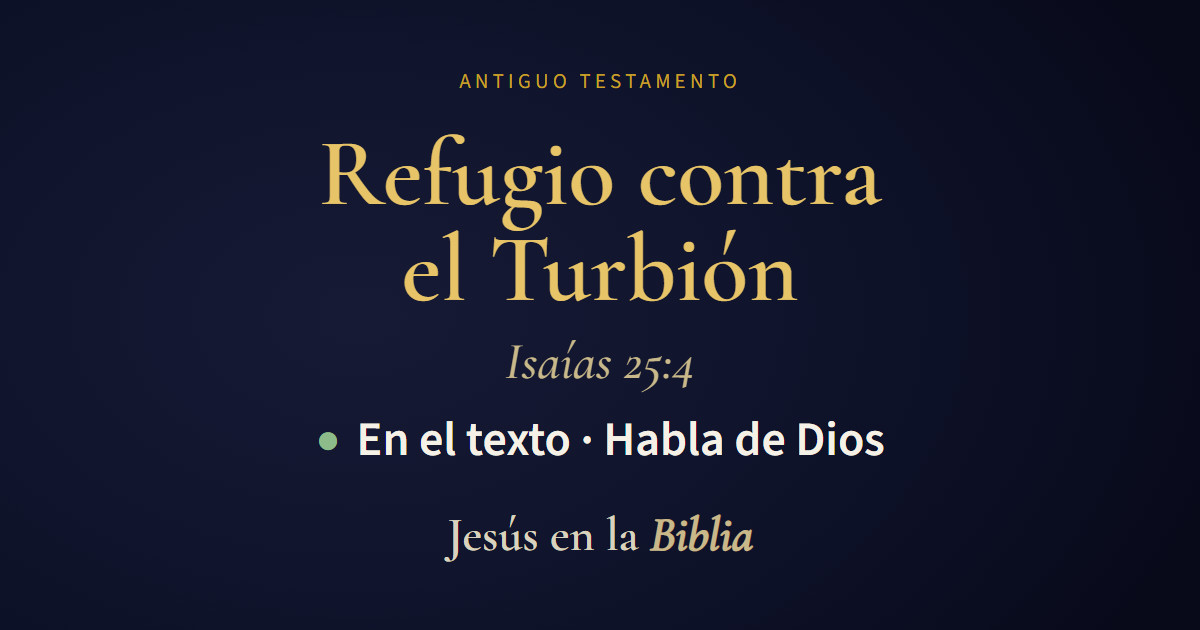 ANTIGUO TESTAMENTO
Refugio contra
el Turbión
Isaías 25:4
• En el texto · Habla de Dios
Jesús en la Biblia